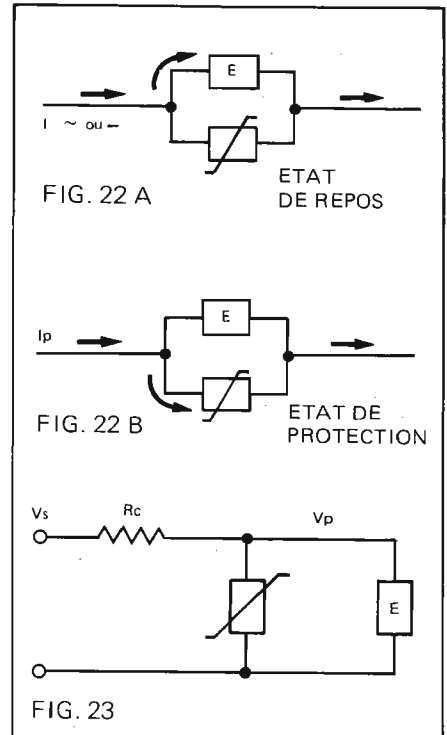 E
I ~ ou –
ETAT
DE REPOS
FIG. 22 A
E
Ip
ETAT DE
PROTECTION
FIG. 22 B
Vs
Rc
Vp
E
FIG. 23